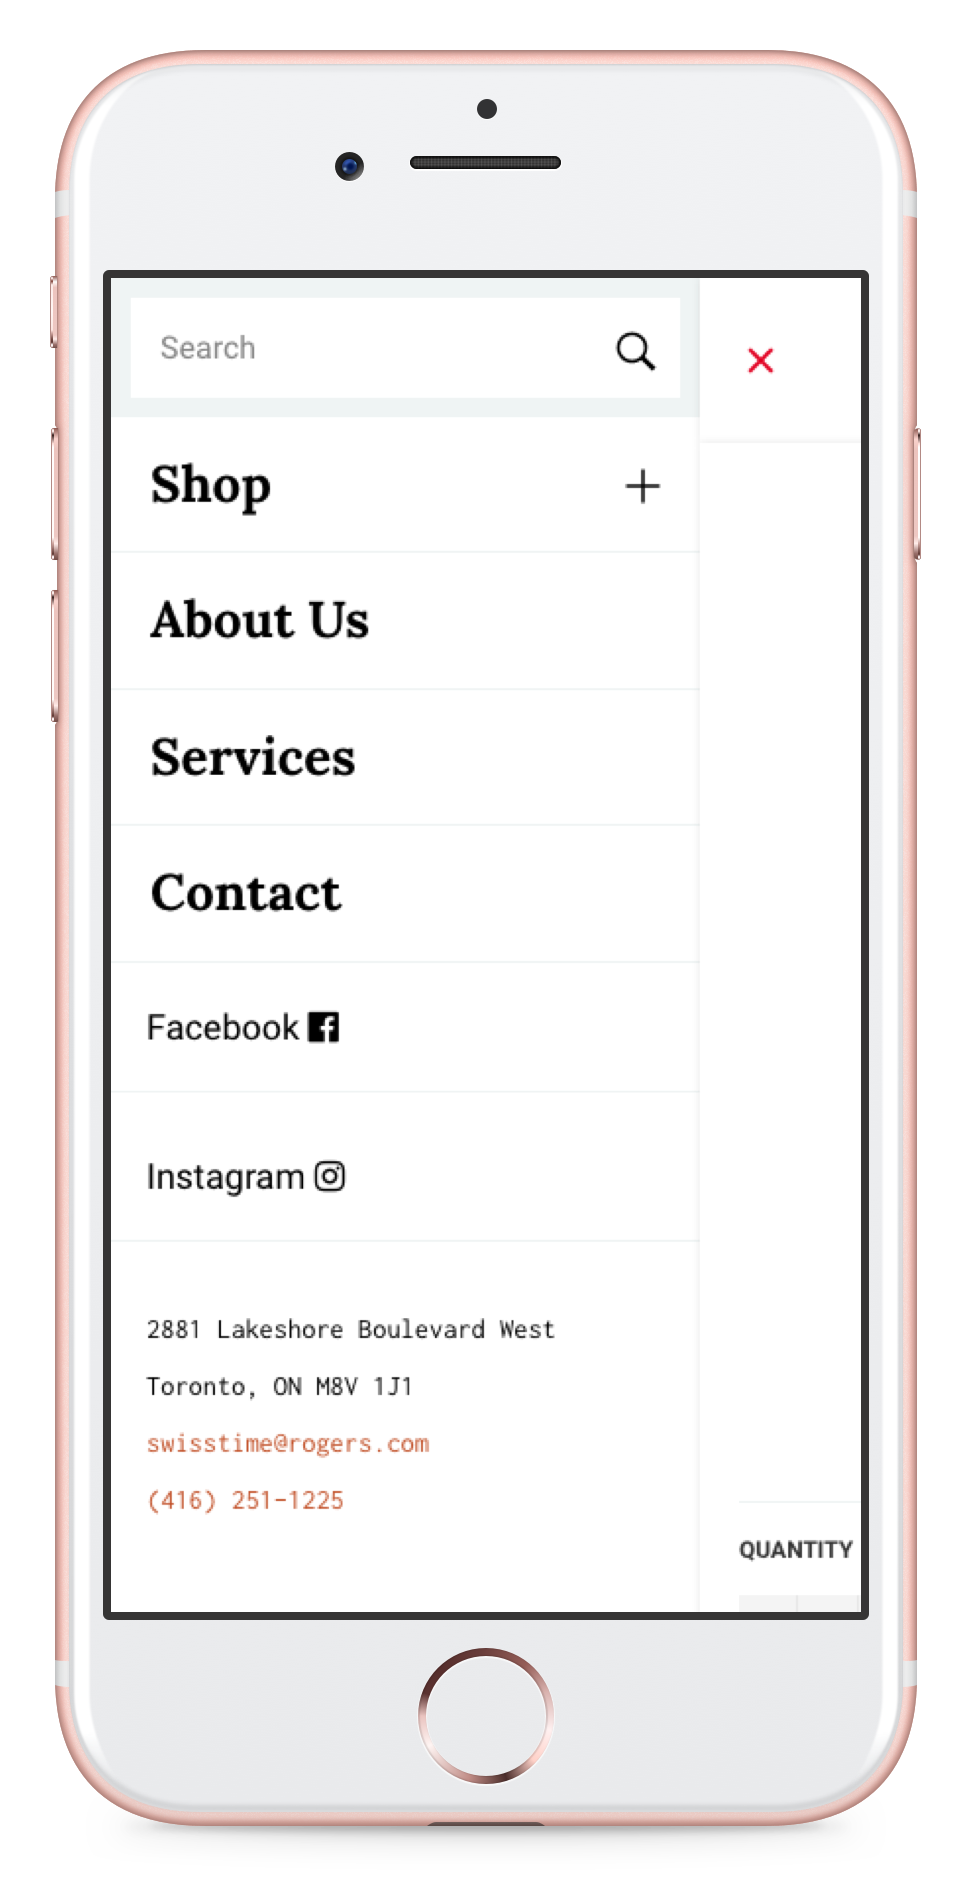 Search
Shop
About Us
Services
Contact
Facebook
Instagram
2881 Lakeshore Boulevard West
Toronto, ON M8V 1J1
swisstime@rogers.com
(416) 251-1225
QUANTITY